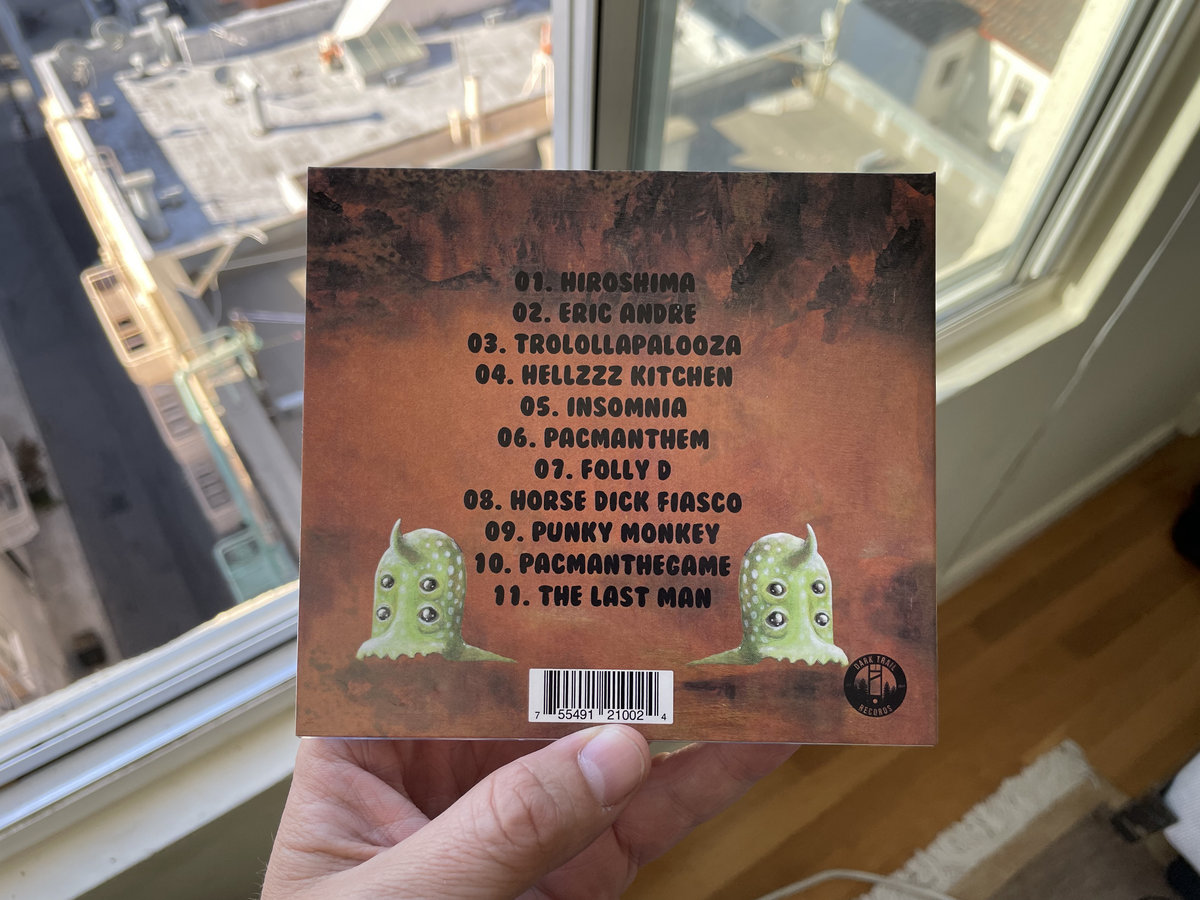 01. HIROSHIMA
02. ERIC ANDRE
03. TROLOLLAPALOOZA
04. HELLZZZ KITCHEN
05. INSOMNIA
06. PACMANTHEM
07. FOLLY D
08. HORSE DICK FIASCO
09. PUNKY MONKEY
10. PACMANTHEGAME
11. THE LAST MAN
DARK TRAIL
RECORDS
7 55491 21002 4